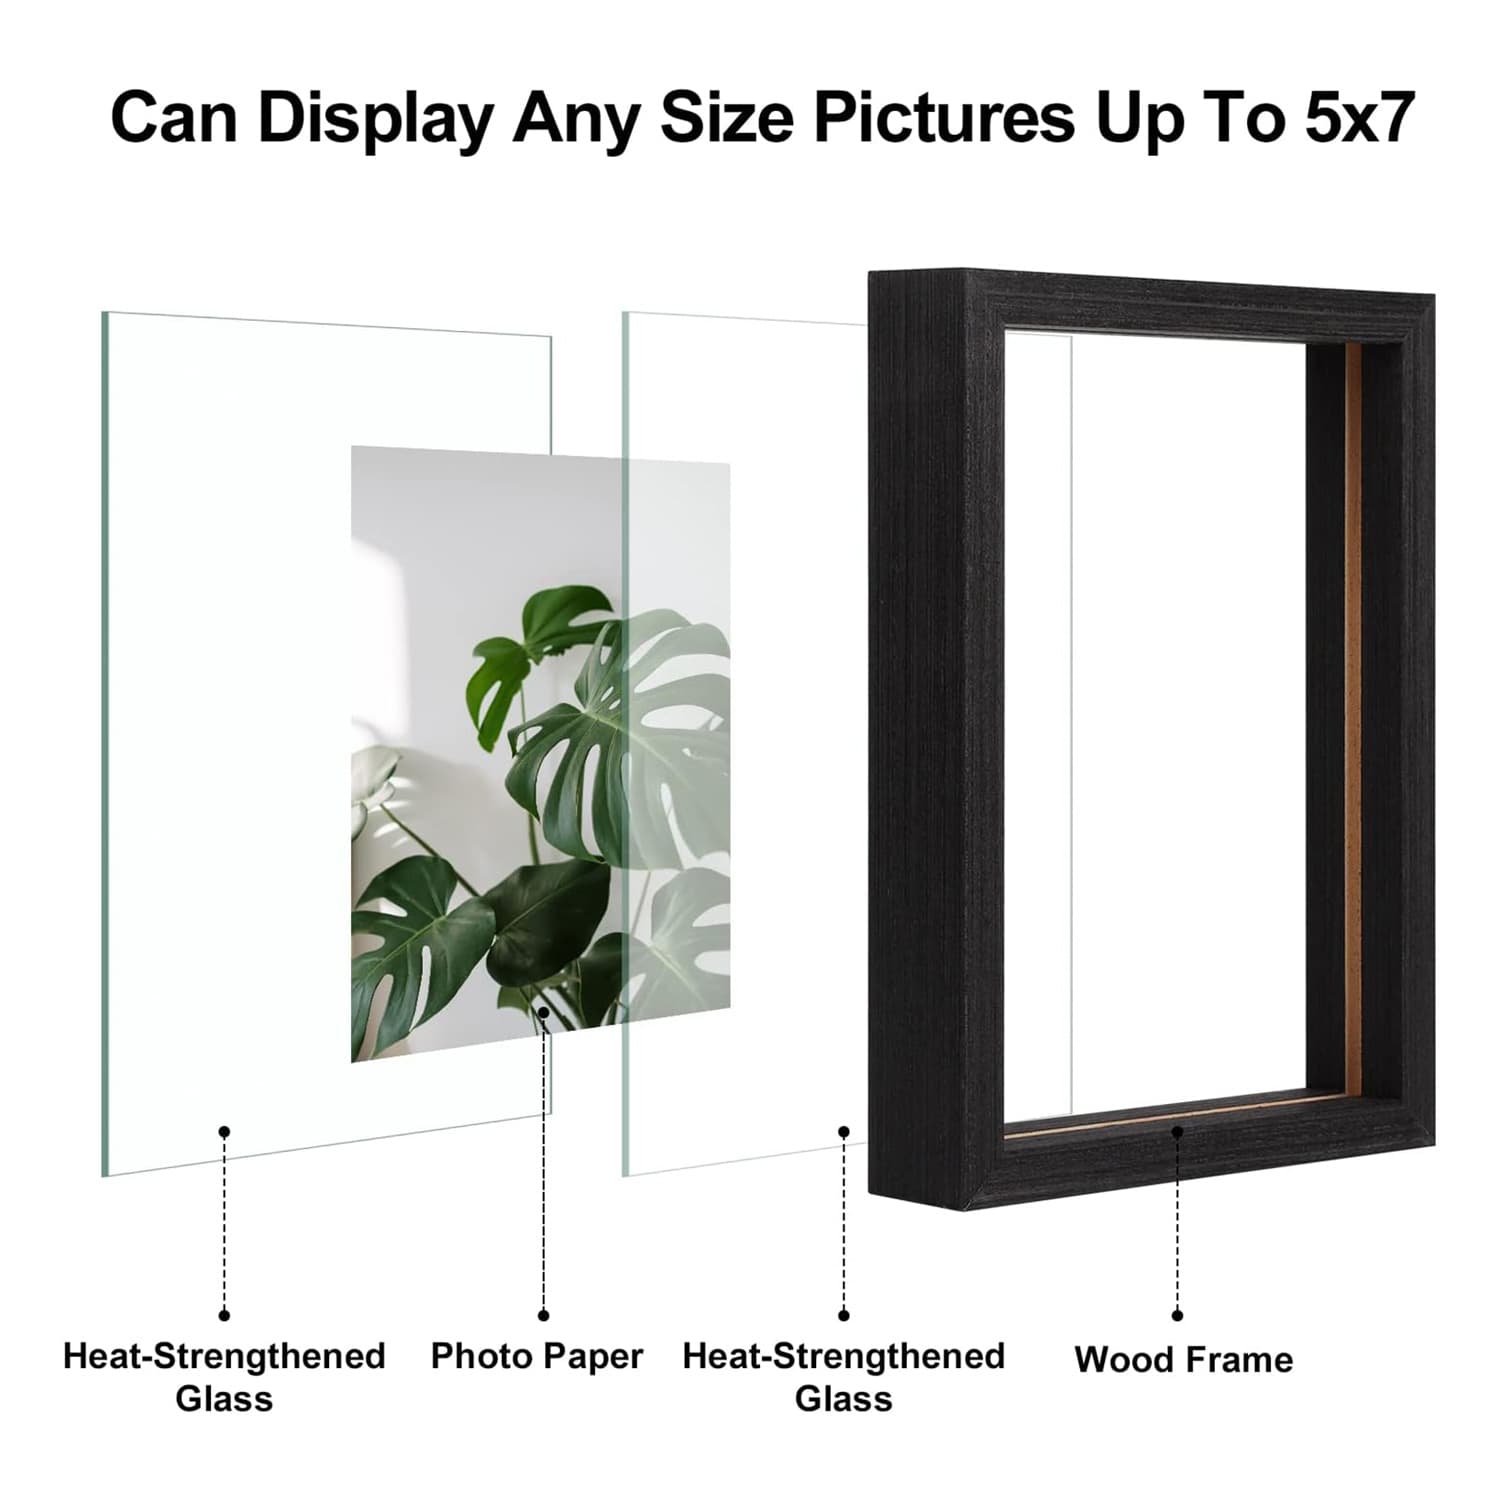 Can Display Any Size Pictures Up To 5x7
Heat-Strengthened
Glass
Photo Paper
Heat-Strengthened
Glass
Wood Frame